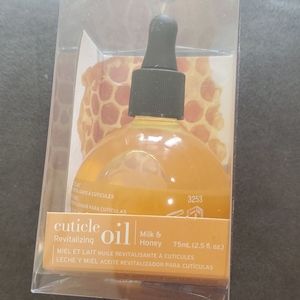 3253
cuticle oil
Revitalizing
Milk &
Honey
75mL (2.5 fl. oz)
MIEL ET LAIT HUILE REVITALISANTE À CUTICULES
LECHE Y MIEL ACEITE REVITALIZADOR PARA CUTÍCULAS